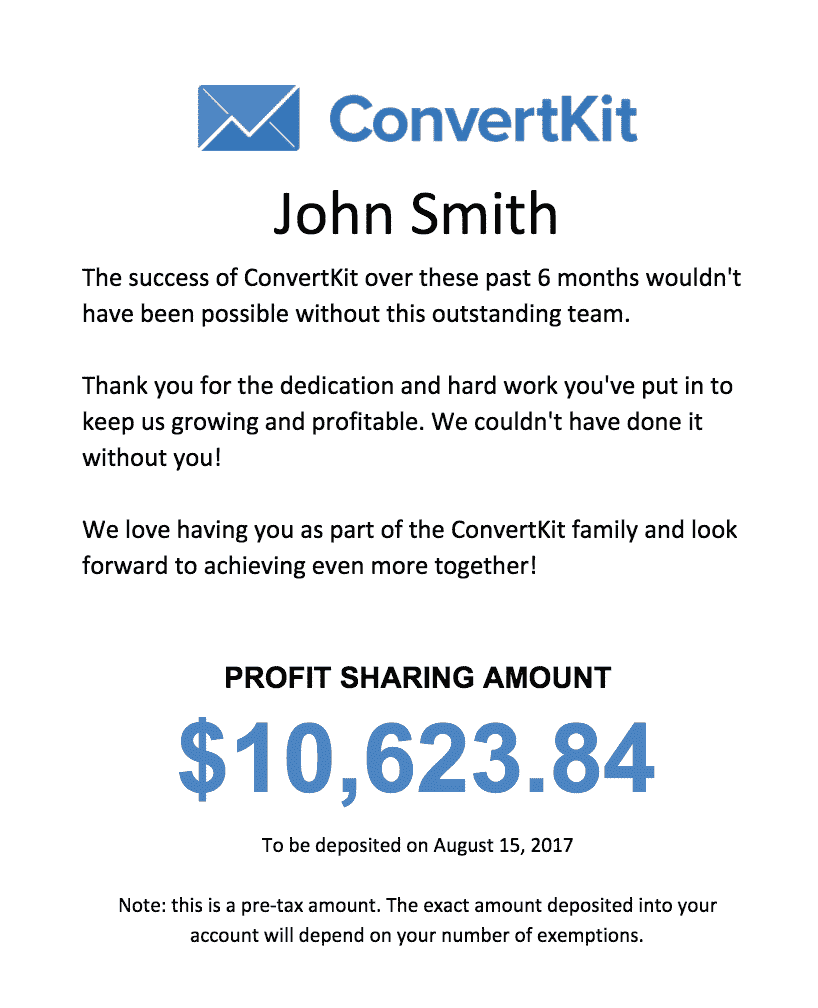 ConvertKit
John Smith
The success of ConvertKit over these past 6 months wouldn't
have been possible without this outstanding team.
Thank you for the dedication and hard work you've put in to
keep us growing and profitable. We couldn't have done it
without you!
We love having you as part of the ConvertKit family and look
forward to achieving even more together!
PROFIT SHARING AMOUNT
$10,623.84
To be deposited on August 15, 2017
Note: this is a pre-tax amount. The exact amount deposited into your
account will depend on your number of exemptions.